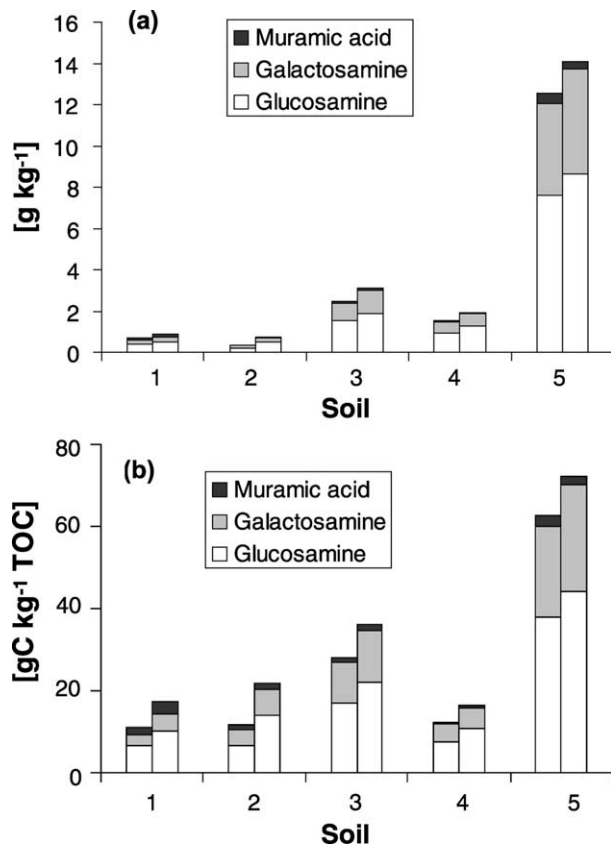 (a)
Muramic acid
Galactosamine
Glucosamine
[g kg⁻¹]
16
14
12
10
8
6
4
2
0
1 2 3 4 5
Soil
(b)
Muramic acid
Galactosamine
Glucosamine
[gC kg⁻¹ TOC]
80
60
40
20
0
1 2 3 4 5
Soil